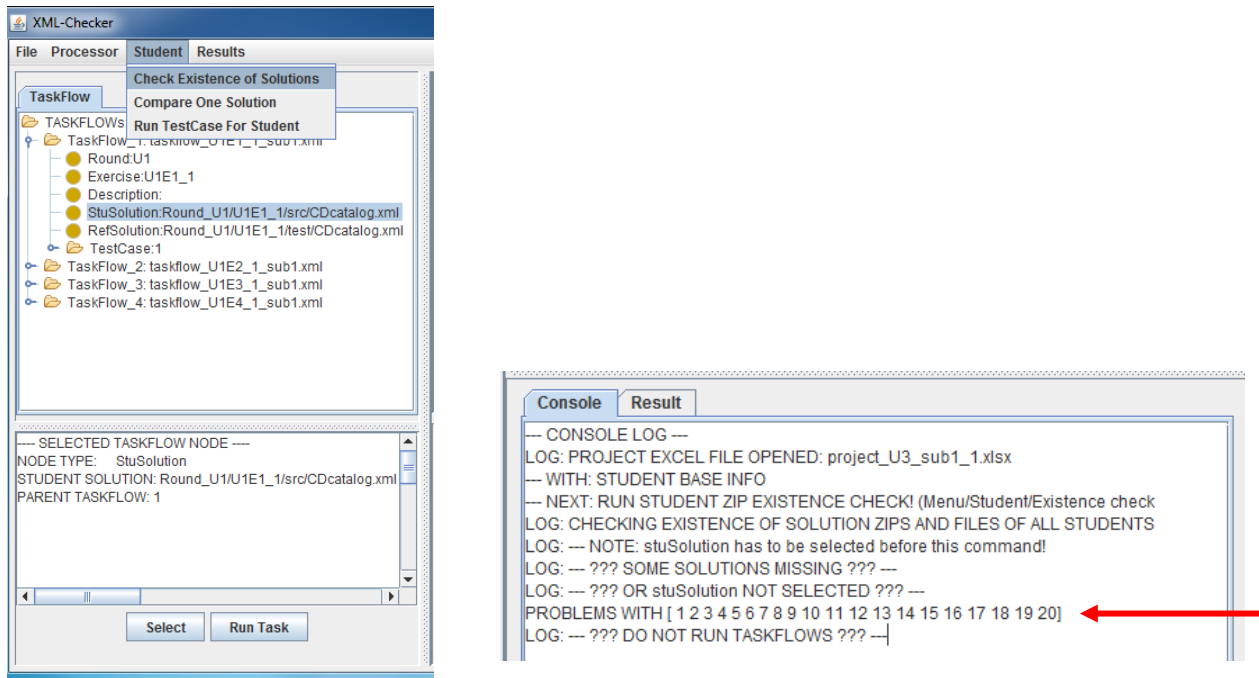 XML-Checker
File Processor Student Results
Check Existence of Solutions
Compare One Solution
Run TestCase For Student
TaskFlow
TASKFLOWs
TaskFlow_1: taskflow_U1E1_1_sub1.xml
Round:U1
Exercise:U1E1_1
Description:
StuSolution:Round_U1/U1E1_1/src/CDcatalog.xml
RefSolution:Round_U1/U1E1_1/test/CDcatalog.xml
TestCase:1
TaskFlow_2: taskflow_U1E2_1_sub1.xml
TaskFlow_3: taskflow_U1E3_1_sub1.xml
TaskFlow_4: taskflow_U1E4_1_sub1.xml
---- SELECTED TASKFLOW NODE ----
NODE TYPE: StuSolution
STUDENT SOLUTION: Round_U1/U1E1_1/src/CDcatalog.xml
PARENT TASKFLOW: 1
Select Run Task
Console Result
--- CONSOLE LOG ---
LOG: PROJECT EXCEL FILE OPENED: project_U3_sub1_1.xlsx
--- WITH: STUDENT BASE INFO
--- NEXT: RUN STUDENT ZIP EXISTENCE CHECK! (Menu/Student/Existence check
LOG: CHECKING EXISTENCE OF SOLUTION ZIPS AND FILES OF ALL STUDENTS
LOG: --- NOTE: stuSolution has to be selected before this command!
LOG: --- ??? SOME SOLUTIONS MISSING ??? ---
LOG: --- ??? OR stuSolution NOT SELECTED ??? ---
PROBLEMS WITH [ 1 2 3 4 5 6 7 8 9 10 11 12 13 14 15 16 17 18 19 20]
LOG: --- ??? DO NOT RUN TASKFLOWS ??? ---